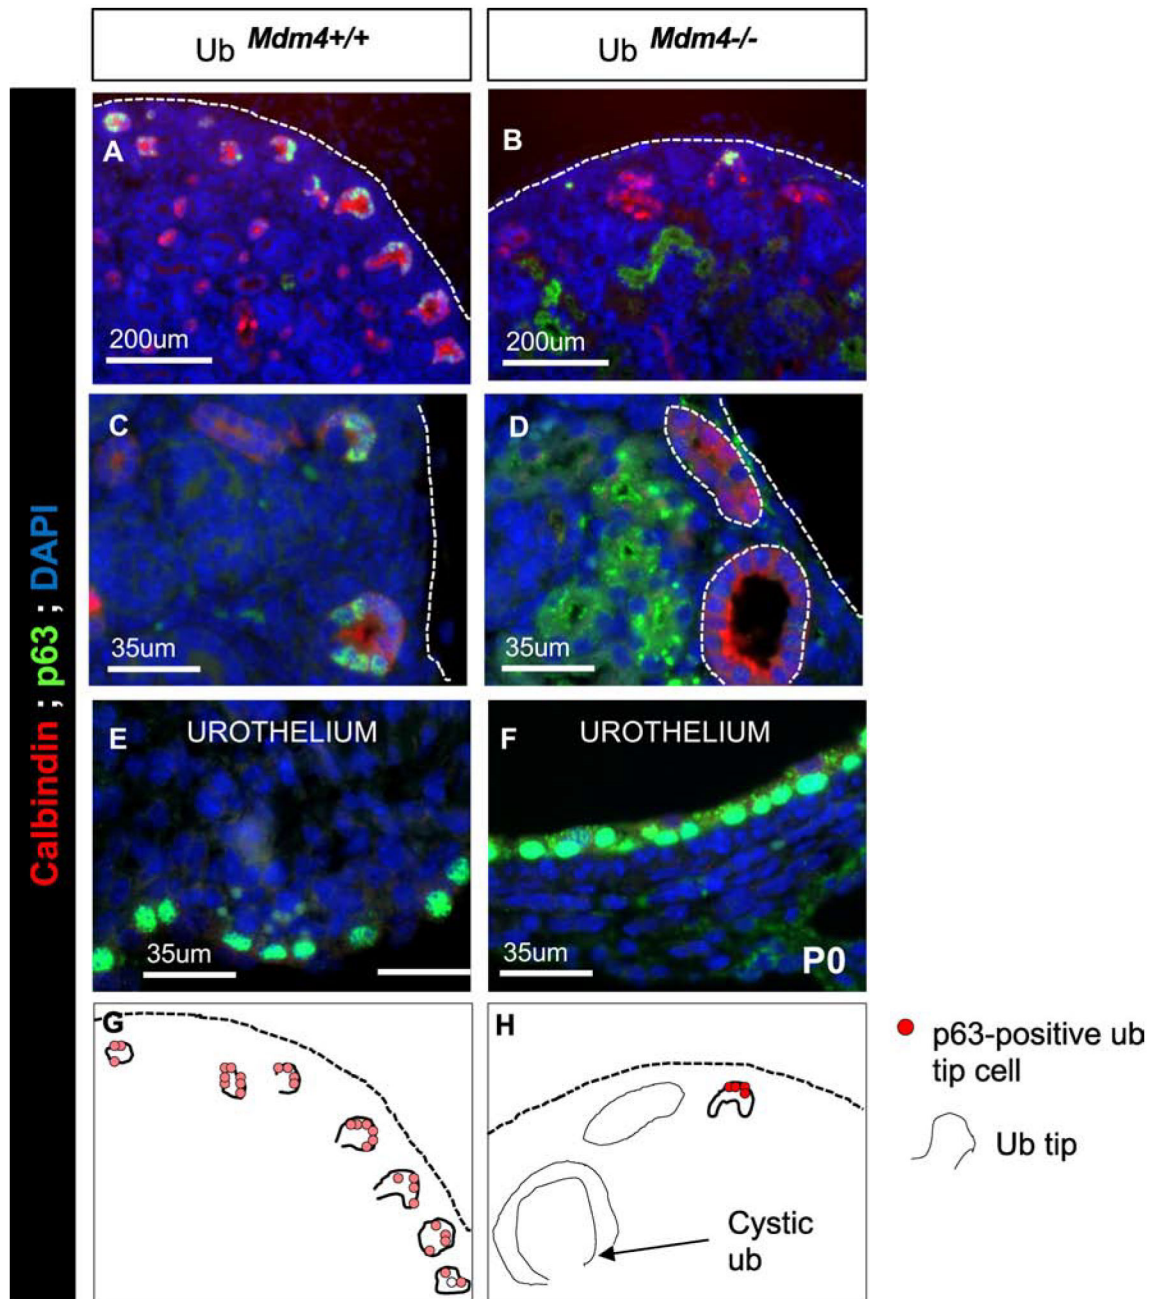 Ub Mdm4+/+
Ub Mdm4-/-
Calbindin ; p63 ; DAPI
A
200um
B
200um
C
35um
D
35um
E
UROTHELIUM
35um
F
UROTHELIUM
35um
P0
G
H
Cystic
ub
p63-positive ub
tip cell
Ub tip